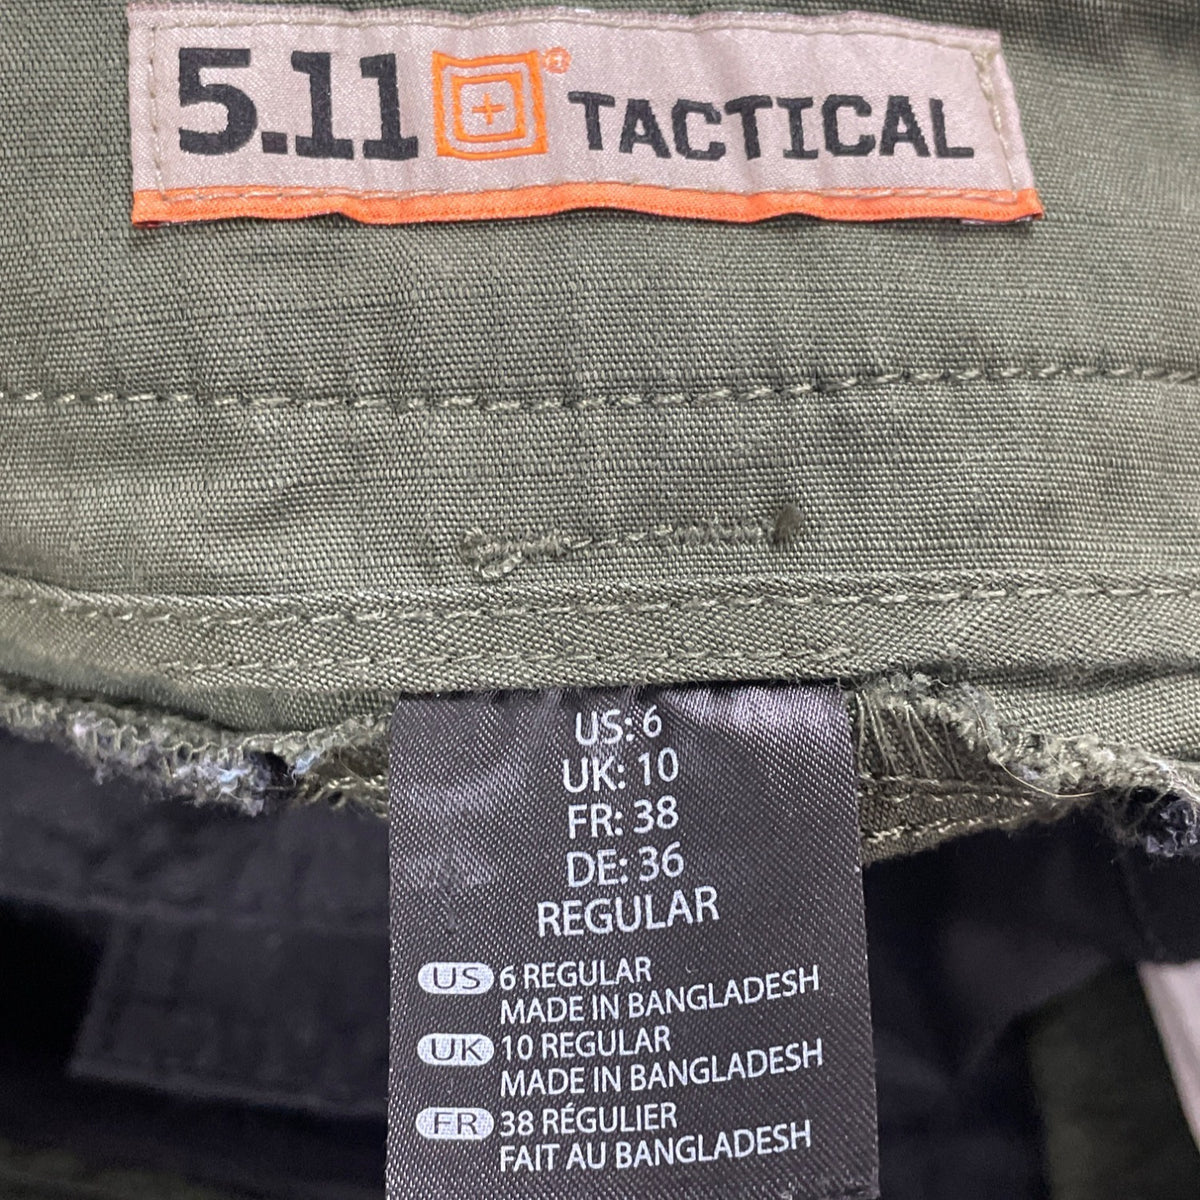 5.11 ® TACTICAL
US: 6
UK: 10
FR: 38
DE: 36
REGULAR
US 6 REGULAR
MADE IN BANGLADESH
UK 10 REGULAR
MADE IN BANGLADESH
FR 38 RÉGULIER
FAIT AU BANGLADESH